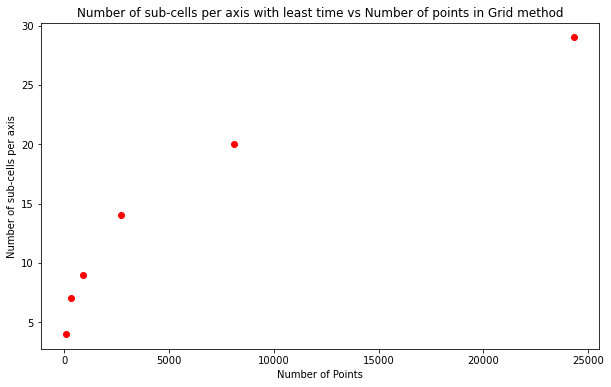 Number of sub-cells per axis with least time vs Number of points in Grid method
30
25
20
15
10
5
Number of sub-cells per axis
0 5000 10000 15000 20000 25000
Number of Points